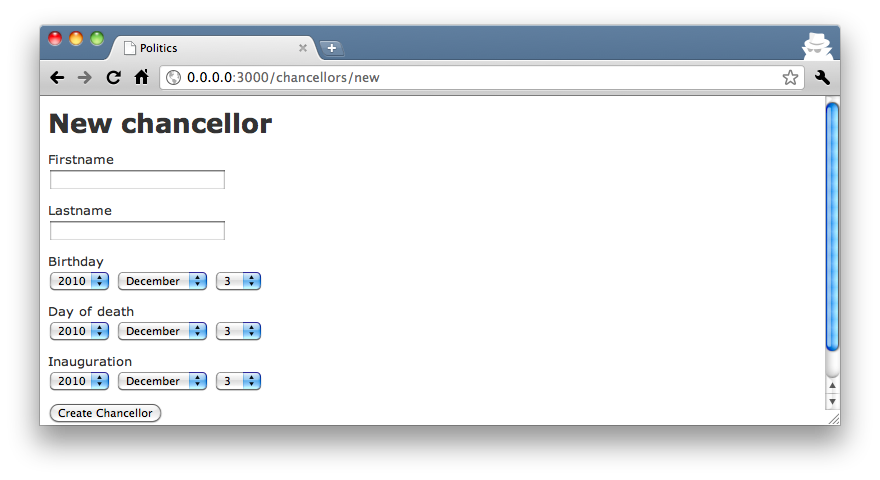 Politics
0.0.0.0:3000/chancellors/new
New chancellor
Firstname
Lastname
Birthday
2010 December 3
Day of death
2010 December 3
Inauguration
2010 December 3
Create Chancellor